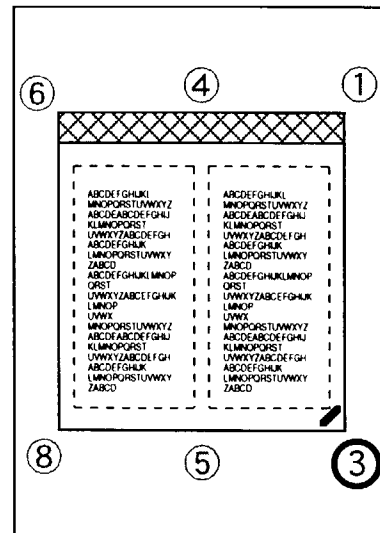 ⑥ ④ ①
ABCDEFGHIJKL
MNOPQRSTUVWXYZ
ABCDEABCDEFGHIJ
KLMNOPQRST
UVWXYZABCDEFGH
ABCDEFGHIJK
LMNOPQRSTUVWXY
ZABCD
ABCDEFGHIJKLMNOP
QRST
UVWXYZABCEFGHIJK
LMNOP
UVWX
MNOPQRSTUVWXYZ
ABCDEABCDEFGHIJ
KLMNOPQRST
UVWXYZABCDEFGH
ABCDEFGHIJK
LMNOPQRSTUVWXY
ZABCD
ABCDEFGHIJKL
MNOPQRSTUVWXYZ
ABCDEABCDEFGHIJ
KLMNOPQRST
UVWXYZABCDEFGH
ABCDEFGHIJK
LMNOPQRSTUVWXY
ZABCD
ABCDEFGHIJKLMNOP
QRST
UVWXYZABCEFGHIJK
LMNOP
UVWX
MNOPQRSTUVWXYZ
ABCDEABCDEFGHIJ
KLMNOPQRST
UVWXYZABCDEFGH
ABCDEFGHIJK
LMNOPQRSTUVWXY
ZABCD
⑧ ⑤ ③